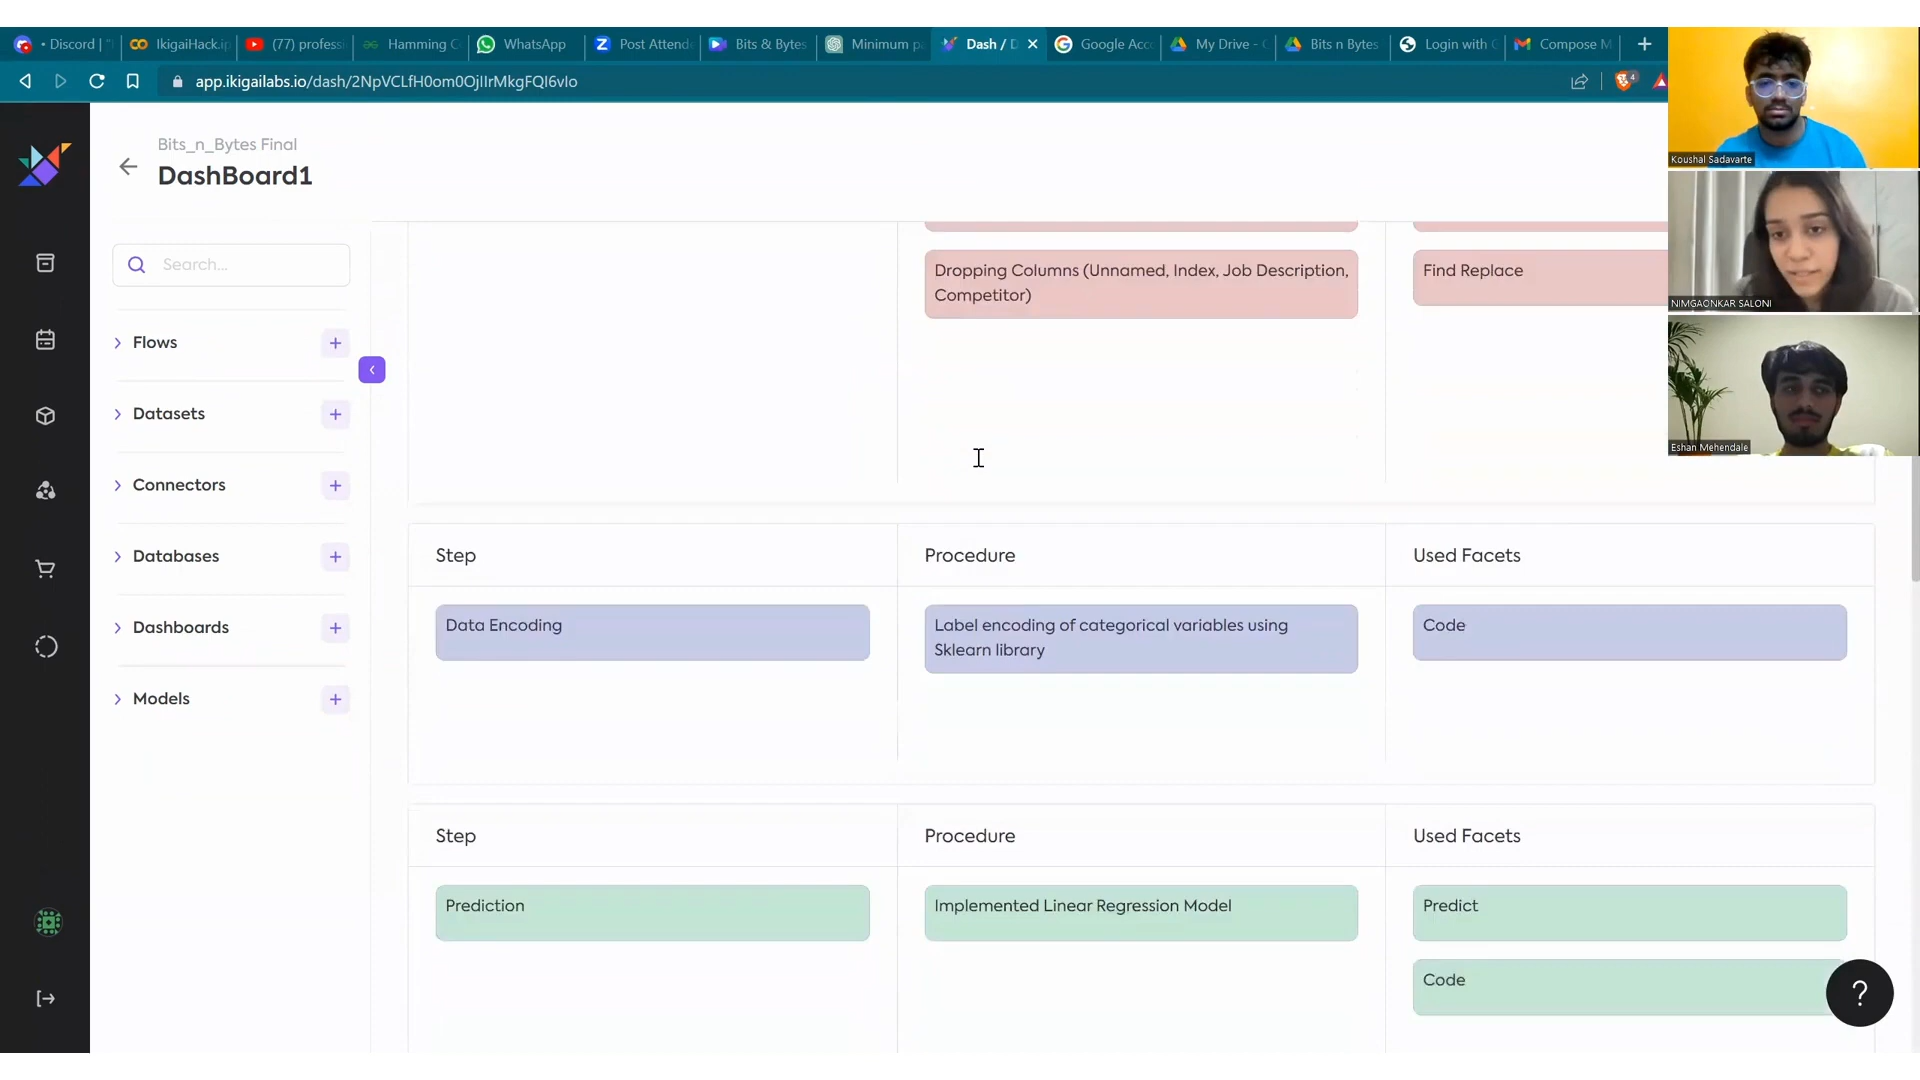 • Discord | "
IkigaiHack.ip
(77) profess
Hamming C
WhatsApp
Post Attend
Bits & Bytes
Minimum p
Dash / D
Google Acc
My Drive - G
Bits n Bytes
Login with
Compose M
app.ikigailabs.io/dash/2NpVCLfH0om0OjIIrMkgFQI6vIo
4
Bits_n_Bytes Final
DashBoard1
Search...
Flows
Datasets
Connectors
Databases
Dashboards
Models
Dropping Columns (Unnamed, Index, Job Description,
Competitor)
Find Replace
Step
Procedure
Used Facets
Data Encoding
Label encoding of categorical variables using
Sklearn library
Code
Step
Procedure
Used Facets
Prediction
Implemented Linear Regression Model
Predict
Code
?
Koushal Sadavarte
NIMGAONKAR SALONI
Eshan Mehendale